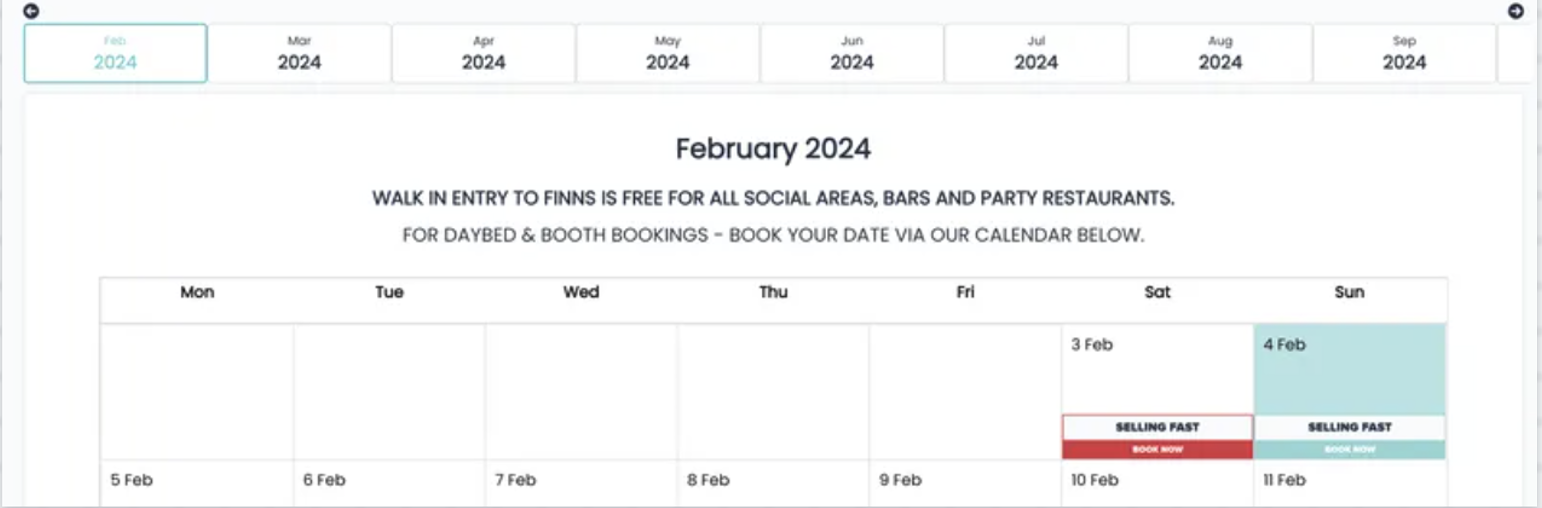 Feb Mar Apr May Jun Jul Aug Sep
2024 2024 2024 2024 2024 2024 2024 2024
February 2024
WALK IN ENTRY TO FINNS IS FREE FOR ALL SOCIAL AREAS, BARS AND PARTY RESTAURANTS.
FOR DAYBED & BOOTH BOOKINGS - BOOK YOUR DATE VIA OUR CALENDAR BELOW.
Mon Tue Wed Thu Fri Sat Sun
3 Feb 4 Feb
SELLING FAST SELLING FAST
BOOK NOW BOOK NOW
5 Feb 6 Feb 7 Feb 8 Feb 9 Feb 10 Feb 11 Feb